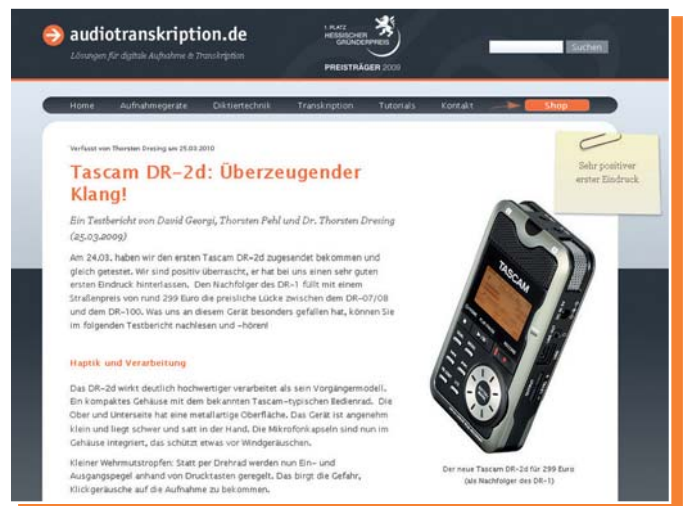 audiotranskription.de
Lösungen für digitale Aufnahme & Transkription
1. PLATZ
HESSISCHER
GRÜNDERPREIS
PREISTRÄGER 2009
Suchen
Home Aufnahmegeräte Diktiertechnik Transkription Tutorials Kontakt Shop
Verfasst von Thorsten Dresing am 25.03.2010
Tascam DR-2d: Überzeugender
Klang!
Ein Testbericht von David Georgi, Thorsten Pehl und Dr. Thorsten Dresing
(25.03.2009)
Am 24.03. haben wir den ersten Tascam DR-2d zugesendet bekommen und
gleich getestet. Wir sind positiv überrascht, er hat bei uns einen sehr guten
ersten Eindruck hinterlassen. Den Nachfolger des DR-1 füllt mit einem
Straßenpreis von rund 299 Euro die preisliche Lücke zwischen dem DR-07/08
und dem DR-100. Was uns an diesem Gerät besonders gefallen hat, können Sie
im folgenden Testbericht nachlesen und -hören!
Haptik und Verarbeitung
Das DR-2d wirkt deutlich hochwertiger verarbeitet als sein Vorgängermodell.
Ein kompaktes Gehäuse mit dem bekannten Tascam-typischen Bedienrad. Die
Ober und Unterseite hat eine metallartige Oberfläche. Das Gerät ist angenehm
klein und liegt schwer und satt in der Hand. Die Mikrofonkapseln sind nun im
Gehäuse integriert, das schützt etwas vor Windgeräuschen.
Kleiner Wehrmutstropfen: Statt per Drehrad werden nun Ein- und
Ausgangspegel anhand von Drucktasten geregelt. Das birgt die Gefahr,
Klickgeräusche auf die Aufnahme zu bekommen.
Sehr positiver
erster Eindruck
TASCAM
Der neue Tascam DR-2d für 299 Euro
(als Nachfolger des DR-1)